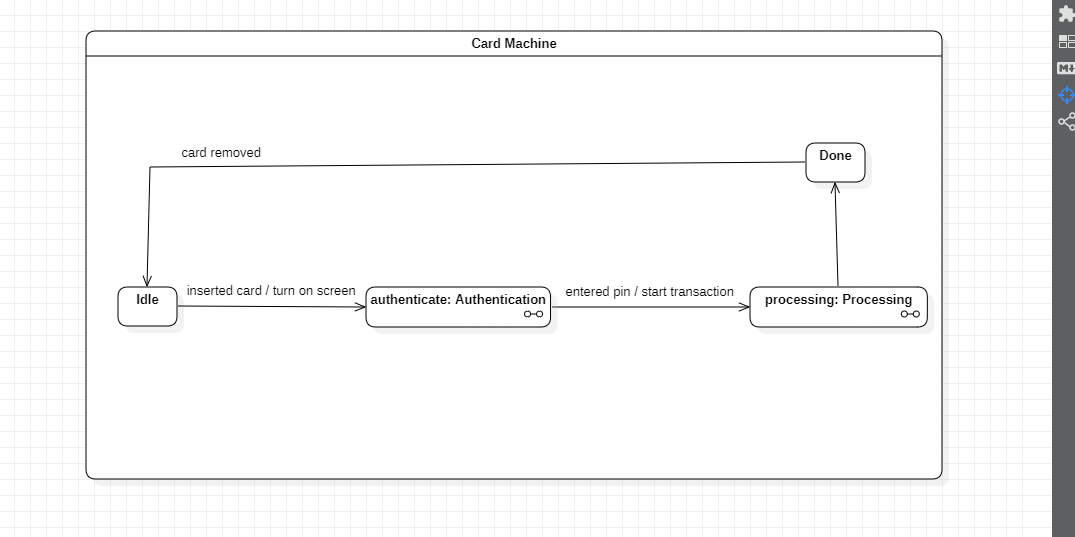 Card Machine
card removed
Done
Idle
inserted card / turn on screen
authenticate: Authentication
entered pin / start transaction
processing: Processing
M